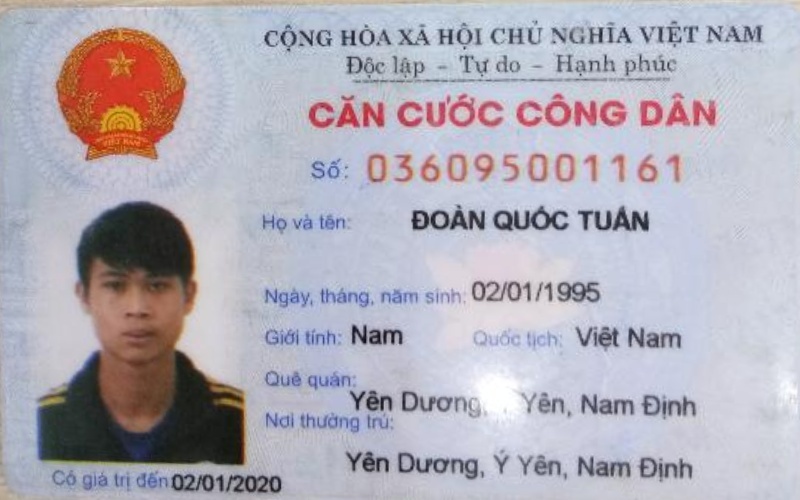 CỘNG HÒA XÃ HỘI CHỦ NGHĨA VIỆT NAM
Độc lập – Tự do – Hạnh phúc
CĂN CƯỚC CÔNG DÂN
Số: 036095001161
Họ và tên: ĐOÀN QUỐC TUẤN
Ngày, tháng, năm sinh: 02/01/1995
Giới tính: Nam Quốc tịch: Việt Nam
Quê quán:
Yên Dương, Yên, Nam Định
Nơi thường trú:
Yên Dương, Ý Yên, Nam Định
Có giá trị đến 02/01/2020
VIỆT NAM